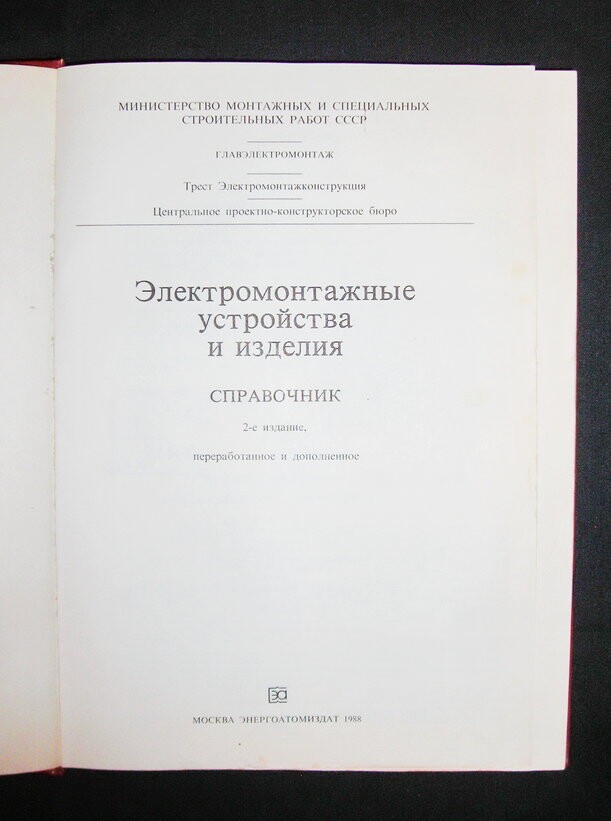 МИНИСТЕРСТВО МОНТАЖНЫХ И СПЕЦИАЛЬНЫХ
СТРОИТЕЛЬНЫХ РАБОТ СССР
ГЛАВЭЛЕКТРОМОНТАЖ
Трест Электромонтажконструкция
Центральное проектно-конструкторское бюро
Электромонтажные
устройства
и изделия
СПРАВОЧНИК
2-е издание,
переработанное и дополненное
ЭА
МОСКВА ЭНЕРГОАТОМИЗДАТ 1988